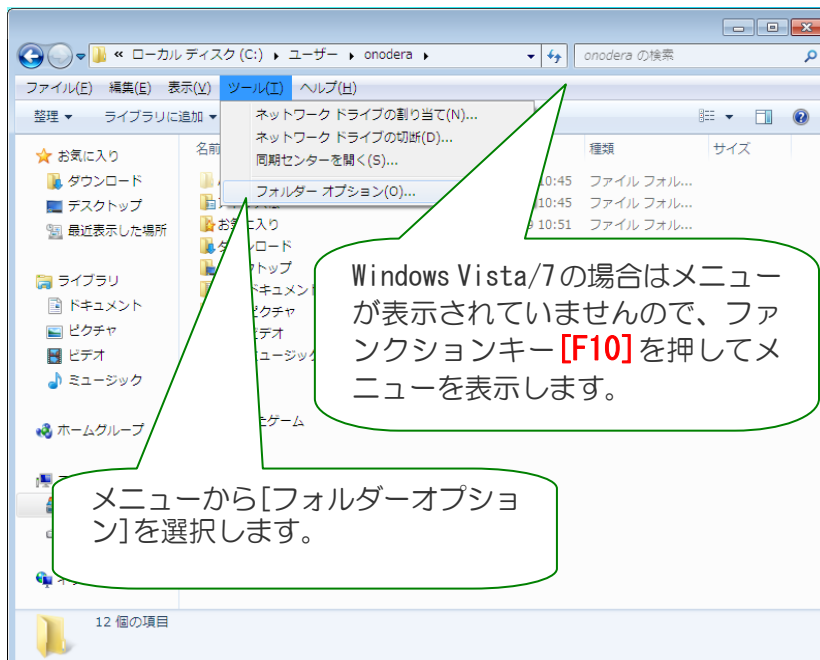 « ローカル ディスク (C:) ▸ ユーザー ▸ onodera ▸
onodera の検索
ファイル(F) 編集(E) 表示(V) ツール(T) ヘルプ(H)
整理 ▼ ライブラリに追加 ▼
ネットワーク ドライブの割り当て(N)...
ネットワーク ドライブの切断(D)...
同期センターを開く(S)...
フォルダー オプション(O)...
名前
種類
サイズ
10:45 ファイル フォル...
10:45 ファイル フォル...
10:51 ファイル フォル...
お気に入り
ダウンロード
デスクトップ
最近表示した場所
ライブラリ
ドキュメント
ピクチャ
ビデオ
ミュージック
ホームグループ
Windows Vista/7の場合はメニュー
が表示されていませんので、ファ
ンクションキー[F10]を押してメ
ニューを表示します。
メニューから[フォルダーオプショ
ン]を選択します。
12 個の項目